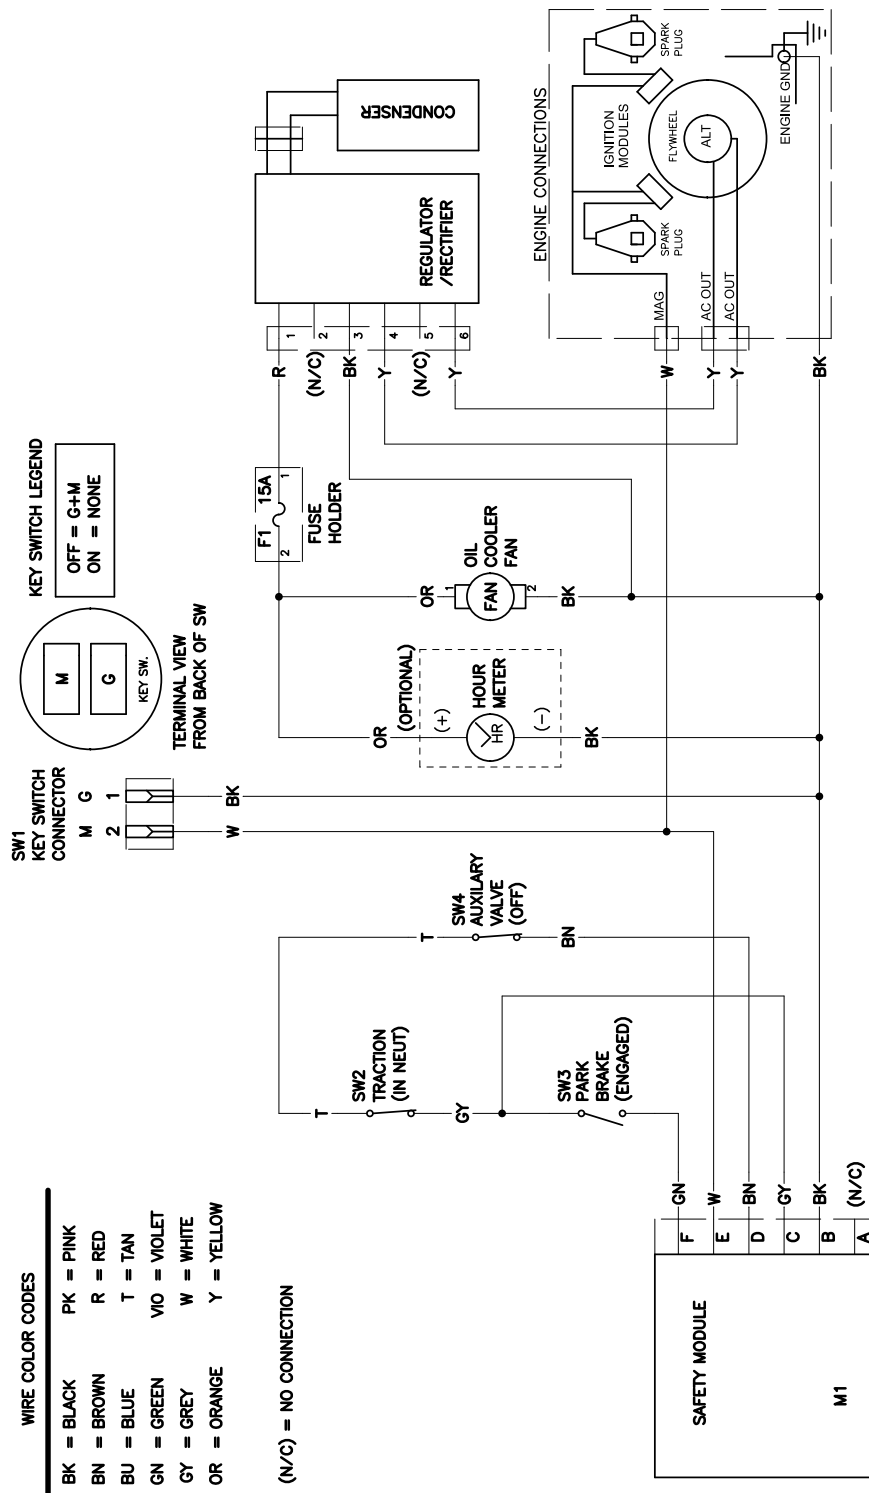 WIRE COLOR CODES
BK = BLACK
PK = PINK
BN = BROWN
R = RED
BU = BLUE
T = TAN
GN = GREEN
VIO = VIOLET
GY = GREY
W = WHITE
OR = ORANGE
Y = YELLOW
(N/C) = NO CONNECTION
SW1
KEY SWITCH
CONNECTOR
M
G
2
1
W
BK
KEY SW.
M
G
TERMINAL VIEW
FROM BACK OF SW
KEY SWITCH LEGEND
OFF = G+M
ON = NONE
T
SW2
TRACTION
(IN NEUT)
GY
SW3
PARK
BRAKE
(ENGAGED)
T
SW4
AUXILARY
VALVE
(OFF)
BN
OR
(OPTIONAL)
(+)
HR
HOUR
METER
(−)
BK
OR
1
FAN
2
OIL
COOLER
FAN
BK
F1
15A
2
1
FUSE
HOLDER
R
(N/C)
BK
Y
(N/C)
Y
1
2
3
4
5
6
REGULATOR
/RECTIFIER
CONDENSER
ENGINE CONNECTIONS
SPARK
PLUG
SPARK
PLUG
IGNITION
MODULES
FLYWHEEL
ALT
ENGINE GND
MAG
AC OUT
AC OUT
W
Y
Y
BK
SAFETY MODULE
M1
F
E
D
C
B
A
GN
W
BN
GY
BK
(N/C)